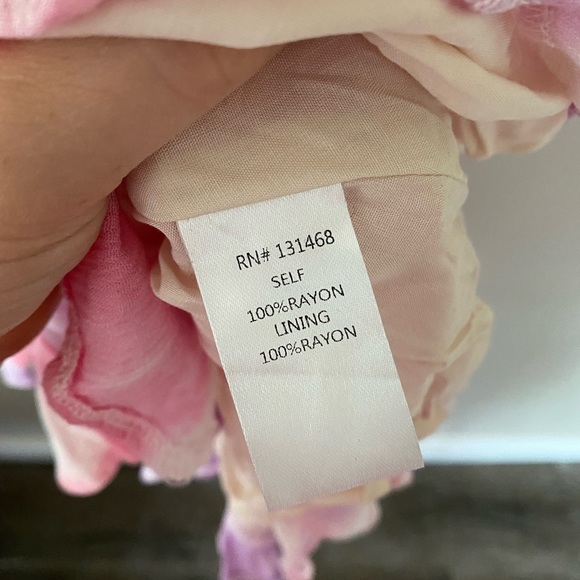 RN# 131468
SELF
100%RAYON
LINING
100%RAYON